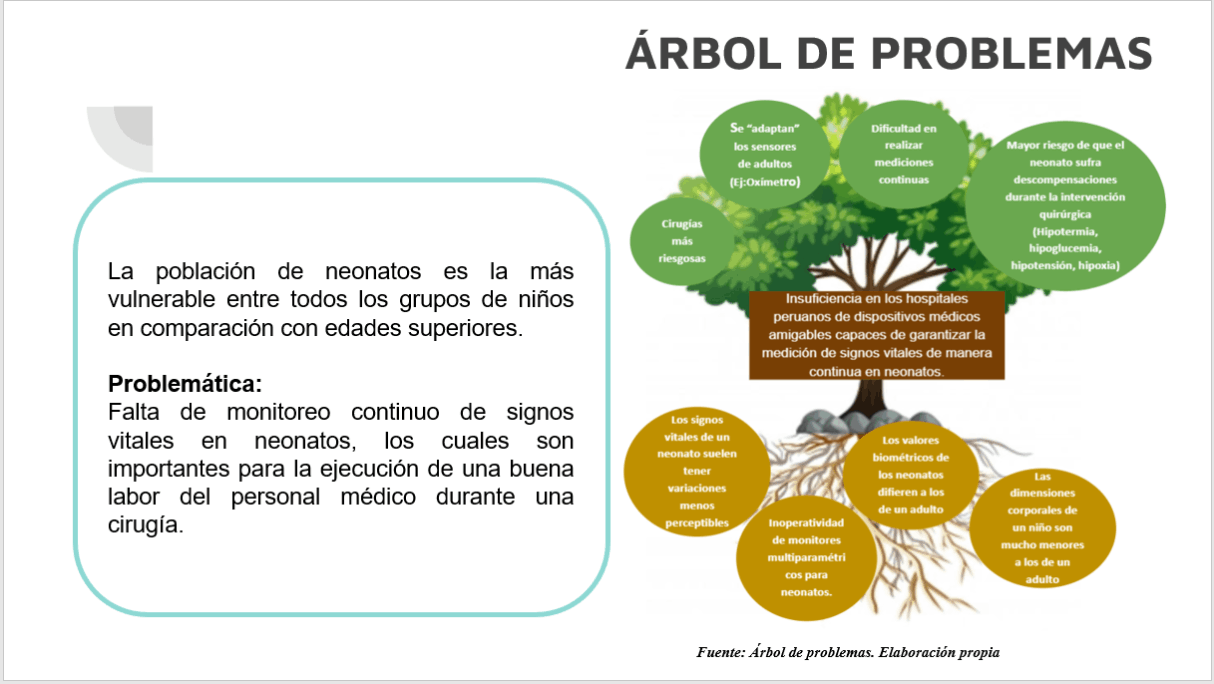 ÁRBOL DE PROBLEMAS
La población de neonatos es la más
vulnerable entre todos los grupos de niños
en comparación con edades superiores.
Problemática:
Falta de monitoreo continuo de signos
vitales en neonatos, los cuales son
importantes para la ejecución de una buena
labor del personal médico durante una
cirugía.
Se “adaptan”
los sensores
de adultos
(Ej:Oxímetro)
Dificultad en
realizar
mediciones
continuas
Mayor riesgo de que el
neonato sufra
descompensaciones
durante la intervención
quirúrgica
(Hipotermia,
hipoglucemia,
hipotensión, hipoxia)
Cirugías
más
riesgosas
Insuficiencia en los hospitales
peruanos de dispositivos médicos
amigables capaces de garantizar la
medición de signos vitales de manera
continua en neonatos.
Los signos
vitales de un
neonato suelen
tener
variaciones
menos
perceptibles
Los valores
biométricos de
los neonatos
difieren a los
de un adulto
Inoperatividad
de monitores
multiparamétri
cos para
neonatos.
Las
dimensiones
corporales de
un niño son
mucho menores
a los de un
adulto
Fuente: Árbol de problemas. Elaboración propia